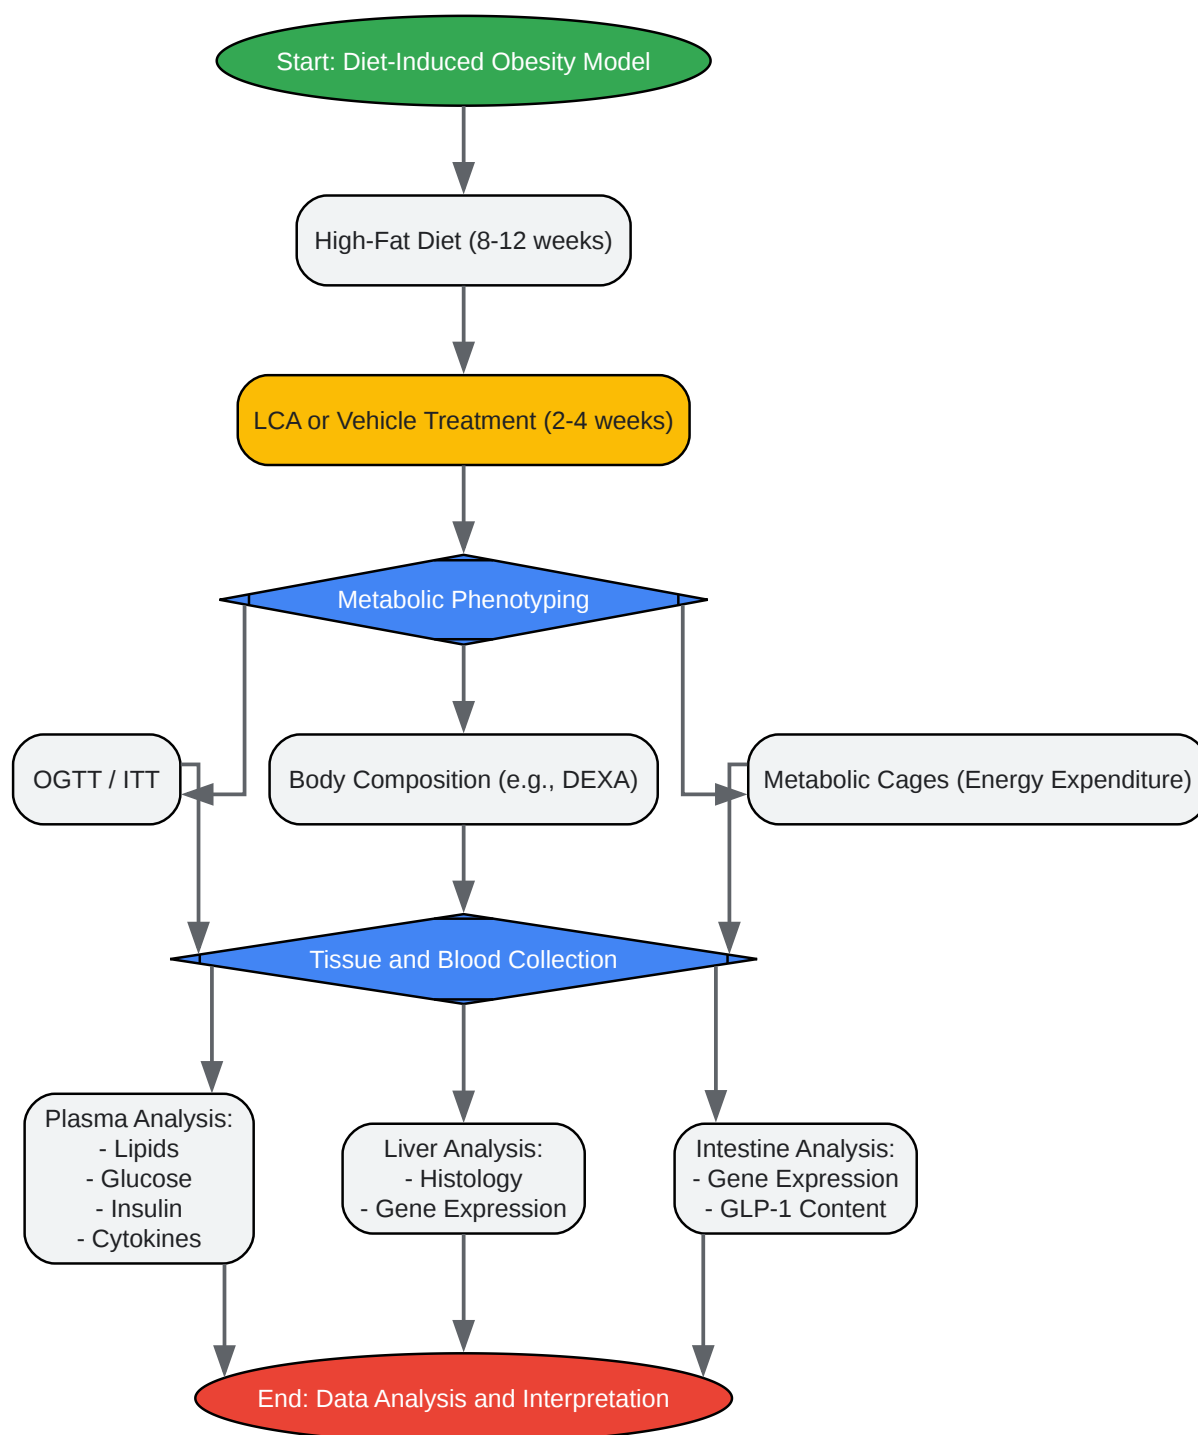 Start: Diet-Induced Obesity Model
High-Fat Diet (8-12 weeks)
LCA or Vehicle Treatment (2-4 weeks)
Metabolic Phenotyping
OGTT / ITT
Body Composition (e.g., DEXA)
Metabolic Cages (Energy Expenditure)
Tissue and Blood Collection
Plasma Analysis:
- Lipids
- Glucose
- Insulin
- Cytokines
Liver Analysis:
- Histology
- Gene Expression
Intestine Analysis:
- Gene Expression
- GLP-1 Content
End: Data Analysis and Interpretation